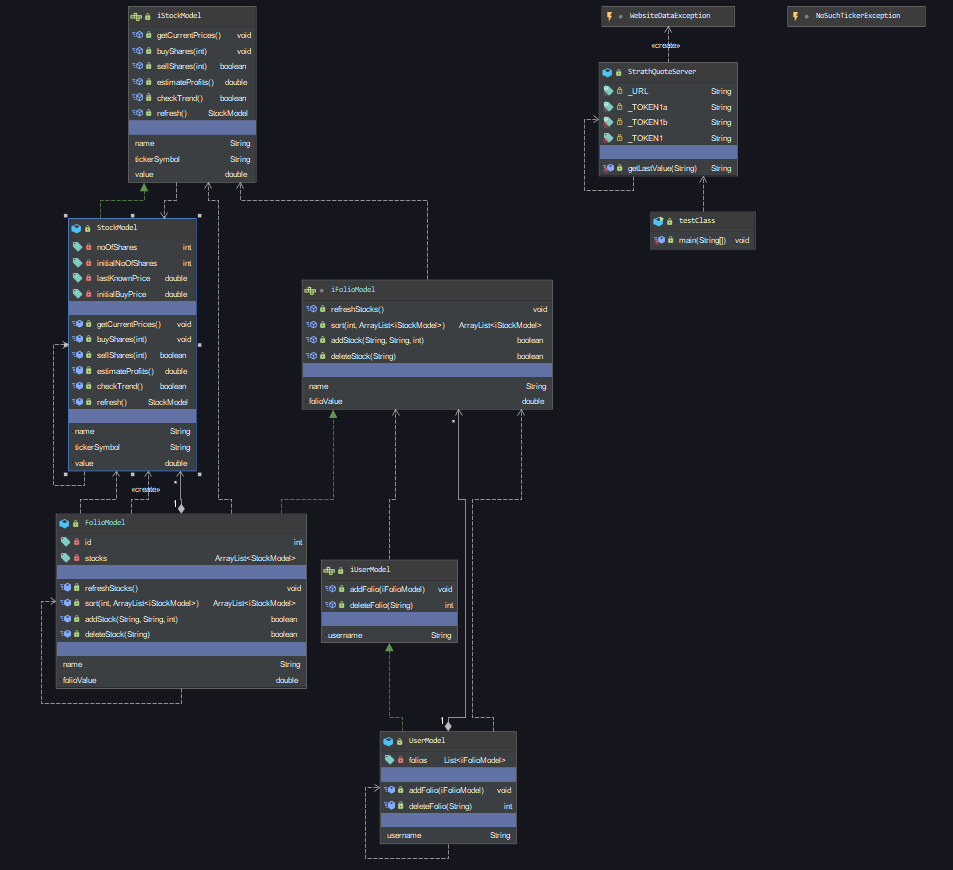 iStockModel
getCurrentPrices() void
buyShares(int) void
sellShares(int) boolean
estimateProfits() double
checkTrend() boolean
refresh() StockModel
name String
tickerSymbol String
value double
WebsiteDataException
NoSuchTickerException
«create»
StrathQuoteServer
_URL String
_TOKEN1a String
_TOKEN1b String
_TOKEN1 String
getLastValue(String) String
testClass
main(String[]) void
StockModel
noOfShares int
initialNoOfShares int
lastKnownPrice double
initialBuyPrice double
getCurrentPrices() void
buyShares(int) void
sellShares(int) boolean
estimateProfits() double
checkTrend() boolean
refresh() StockModel
name String
tickerSymbol String
value double
iFolioModel
refreshStocks() void
sort(int, ArrayList<iStockModel>) ArrayList<iStockModel>
addStock(String, String, int) boolean
deleteStock(String) boolean
name String
folioValue double
*
*
«create»
1
FolioModel
id int
stocks ArrayList<StockModel>
refreshStocks() void
sort(int, ArrayList<iStockModel>) ArrayList<iStockModel>
addStock(String, String, int) boolean
deleteStock(String) boolean
name String
folioValue double
iUserModel
addFolio(iFolioModel) void
deleteFolio(String) int
username String
1
UserModel
folios List<iFolioModel>
addFolio(iFolioModel) void
deleteFolio(String) int
username String